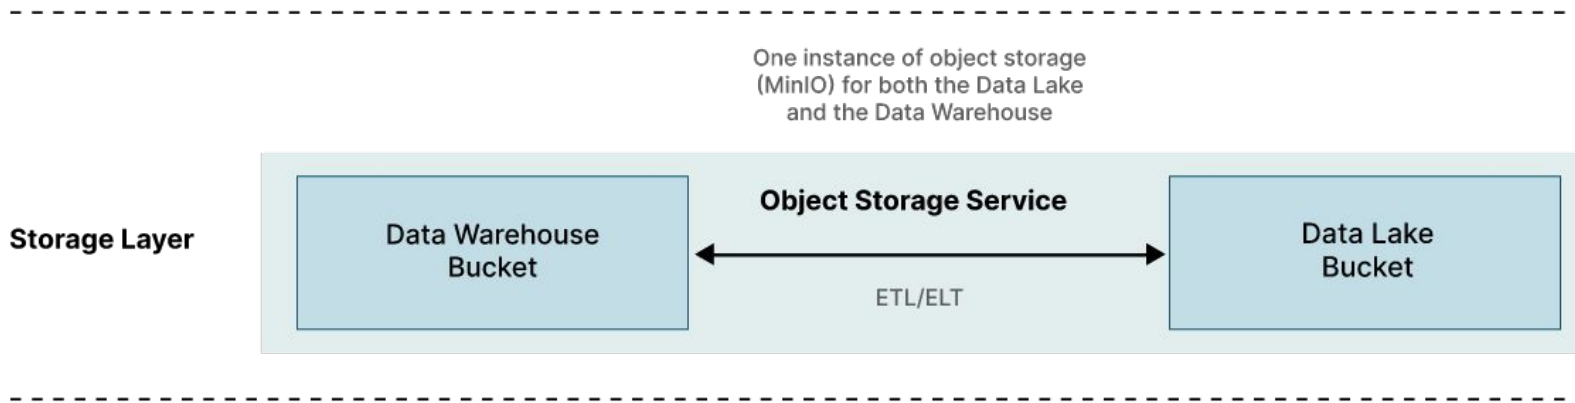 One instance of object storage
(MinIO) for both the Data Lake
and the Data Warehouse
Storage Layer
Data Warehouse
Bucket
Object Storage Service
ETL/ELT
Data Lake
Bucket